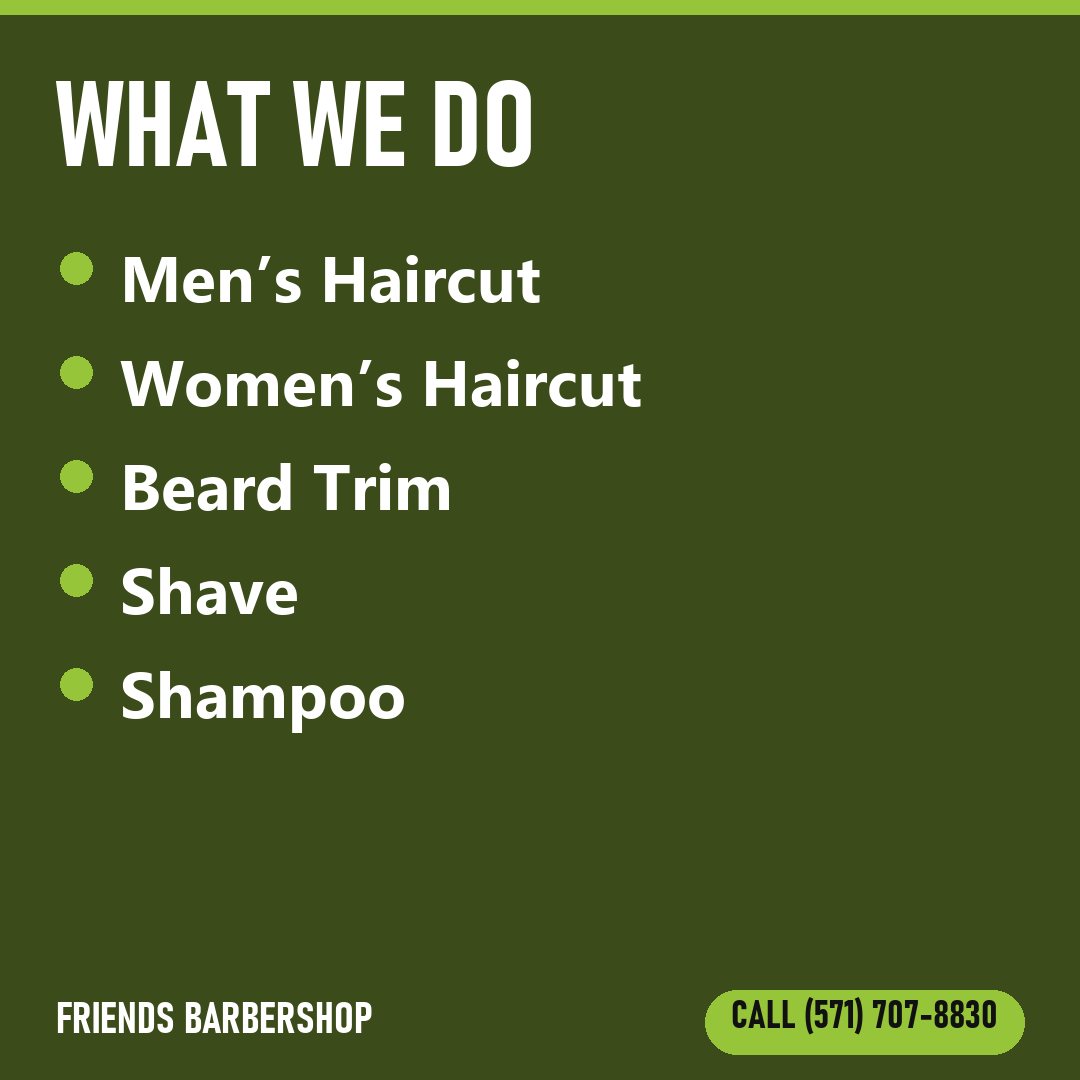 WHAT WE DO
Men’s Haircut
Women’s Haircut
Beard Trim
Shave
Shampoo
FRIENDS BARBERSHOP
CALL (571) 707-8830